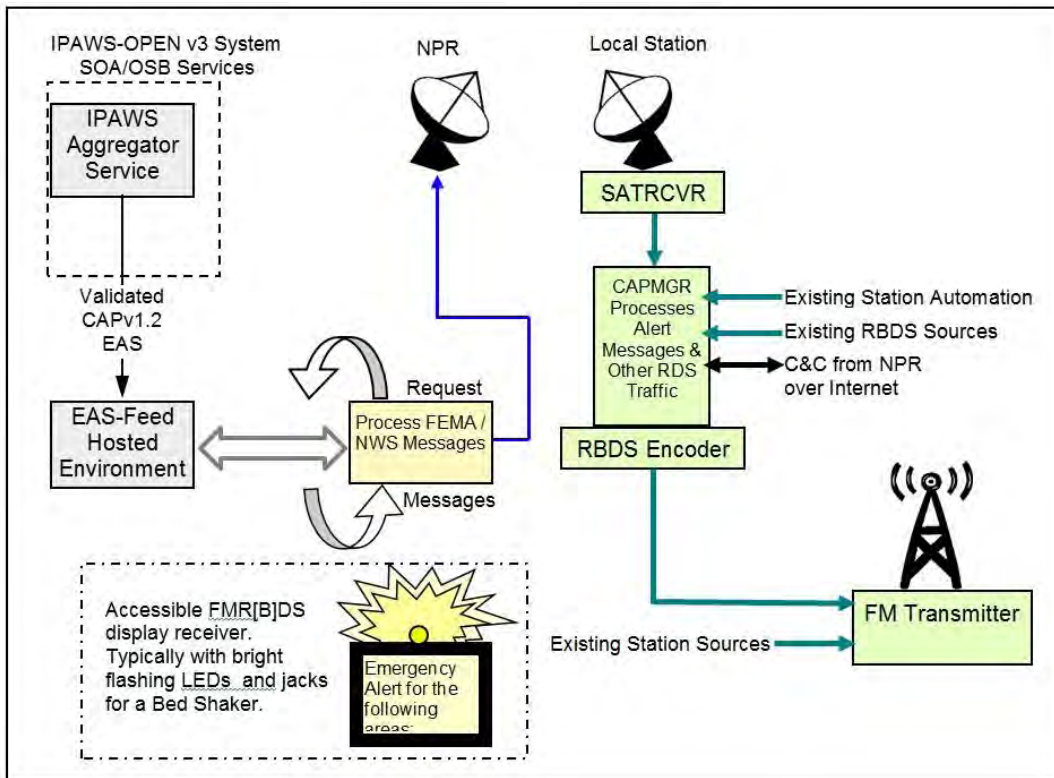 IPAWS-OPEN v3 System
SOA/OSB Services
IPAWS
Aggregator
Service
Validated
CAPv1.2
EAS
EAS-Feed
Hosted
Environment
Request
Process FEMA /
NWS Messages
Messages
NPR
Local Station
SATRCVR
CAPMGR
Processes
Alert
Messages &
Other RDS
Traffic
Existing Station Automation
Existing RBDS Sources
C&C from NPR
over Internet
RBDS Encoder
FM Transmitter
Existing Station Sources
Accessible FMR[B]DS
display receiver.
Typically with bright
flashing LEDs and jacks
for a Bed Shaker.
Emergency
Alert for the
following
areas: